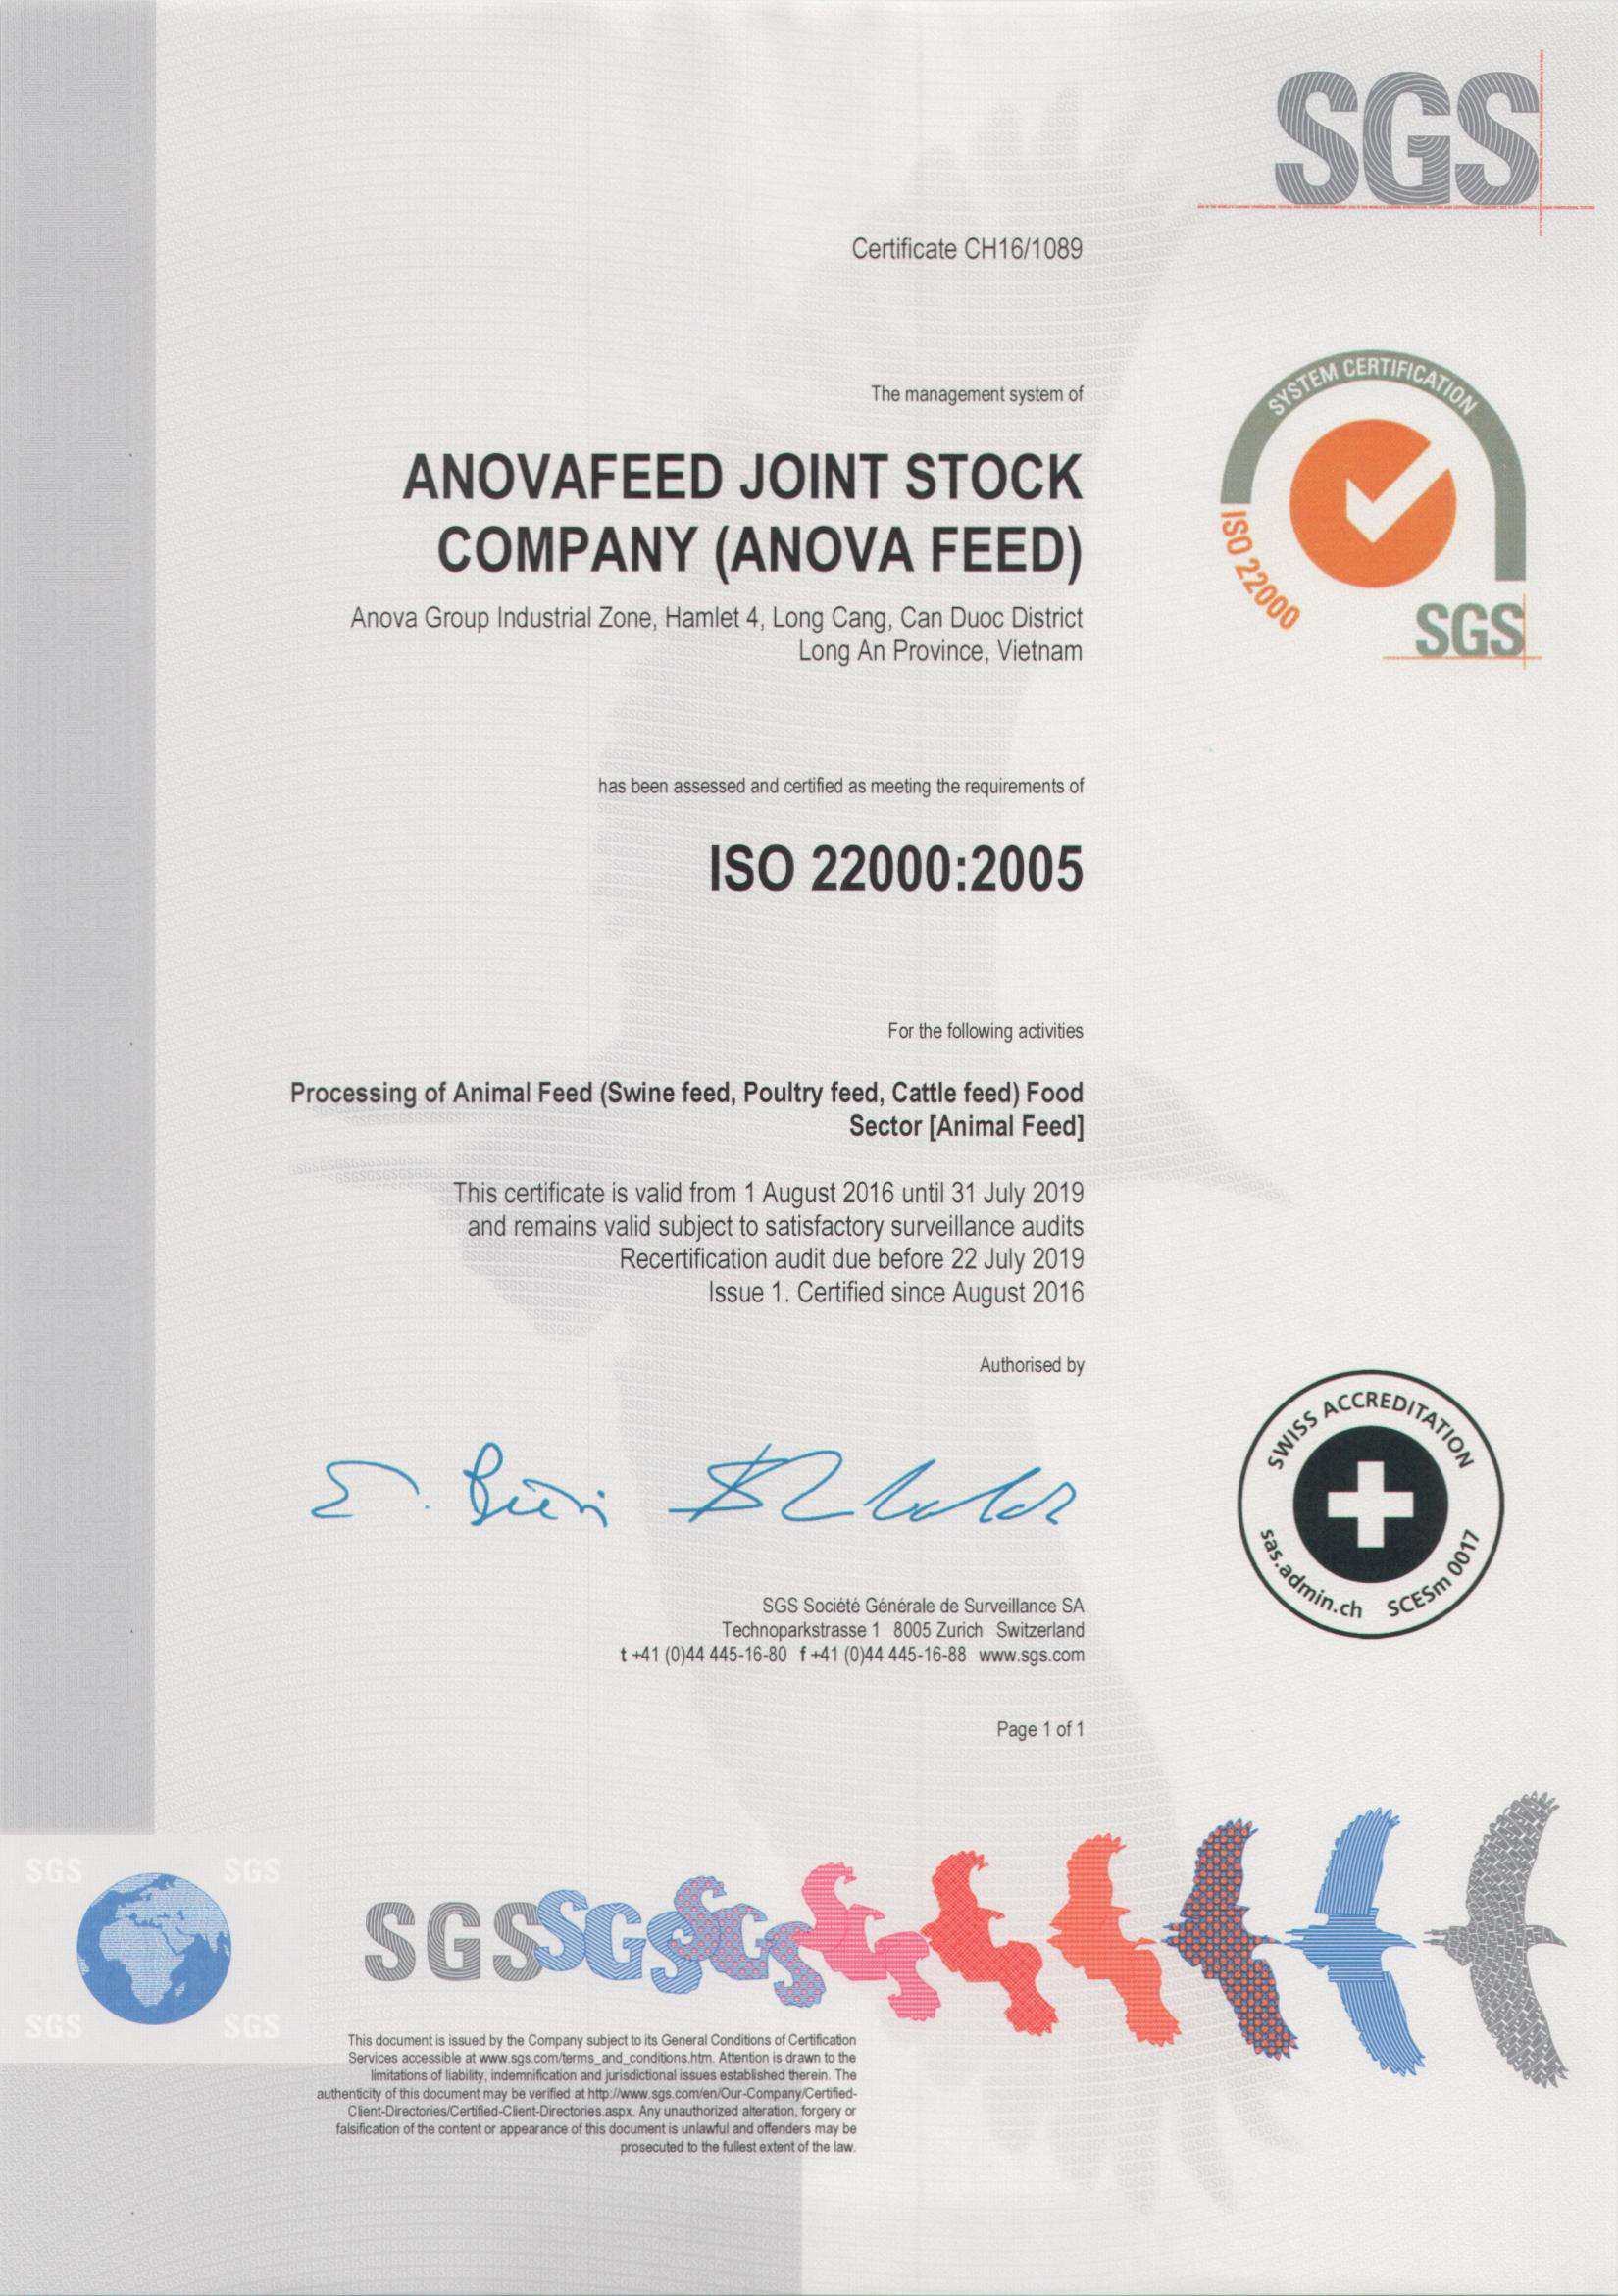 SGS
Certificate CH16/1089
The management system of
SYSTEM CERTIFICATION
ISO 22000
SGS
ANOVAFEED JOINT STOCK
COMPANY (ANOVA FEED)
Anova Group Industrial Zone, Hamlet 4, Long Cang, Can Duoc District
Long An Province, Vietnam
has been assessed and certified as meeting the requirements of
ISO 22000:2005
For the following activities
Processing of Animal Feed (Swine feed, Poultry feed, Cattle feed) Food
Sector [Animal Feed]
This certificate is valid from 1 August 2016 until 31 July 2019
and remains valid subject to satisfactory surveillance audits
Recertification audit due before 22 July 2019
Issue 1. Certified since August 2016
Authorised by
SWISS ACCREDITATION
sas.admin.ch SCESm 0017
SGS Société Générale de Surveillance SA
Technoparkstrasse 1 8005 Zurich Switzerland
t +41 (0)44 445-16-80 f +41 (0)44 445-16-88 www.sgs.com
Page 1 of 1
SGS SGS
SGS SGS SGS
SGS SGS
This document is issued by the Company subject to its General Conditions of Certification
Services accessible at www.sgs.com/terms_and_conditions.htm. Attention is drawn to the
limitations of liability, indemnification and jurisdictional issues established therein. The
authenticity of this document may be verified at http://www.sgs.com/en/Our-Company/Certified-
Client-Directories/Certified-Client-Directories.aspx. Any unauthorized alteration, forgery or
falsification of the content or appearance of this document is unlawful and offenders may be
prosecuted to the fullest extent of the law.